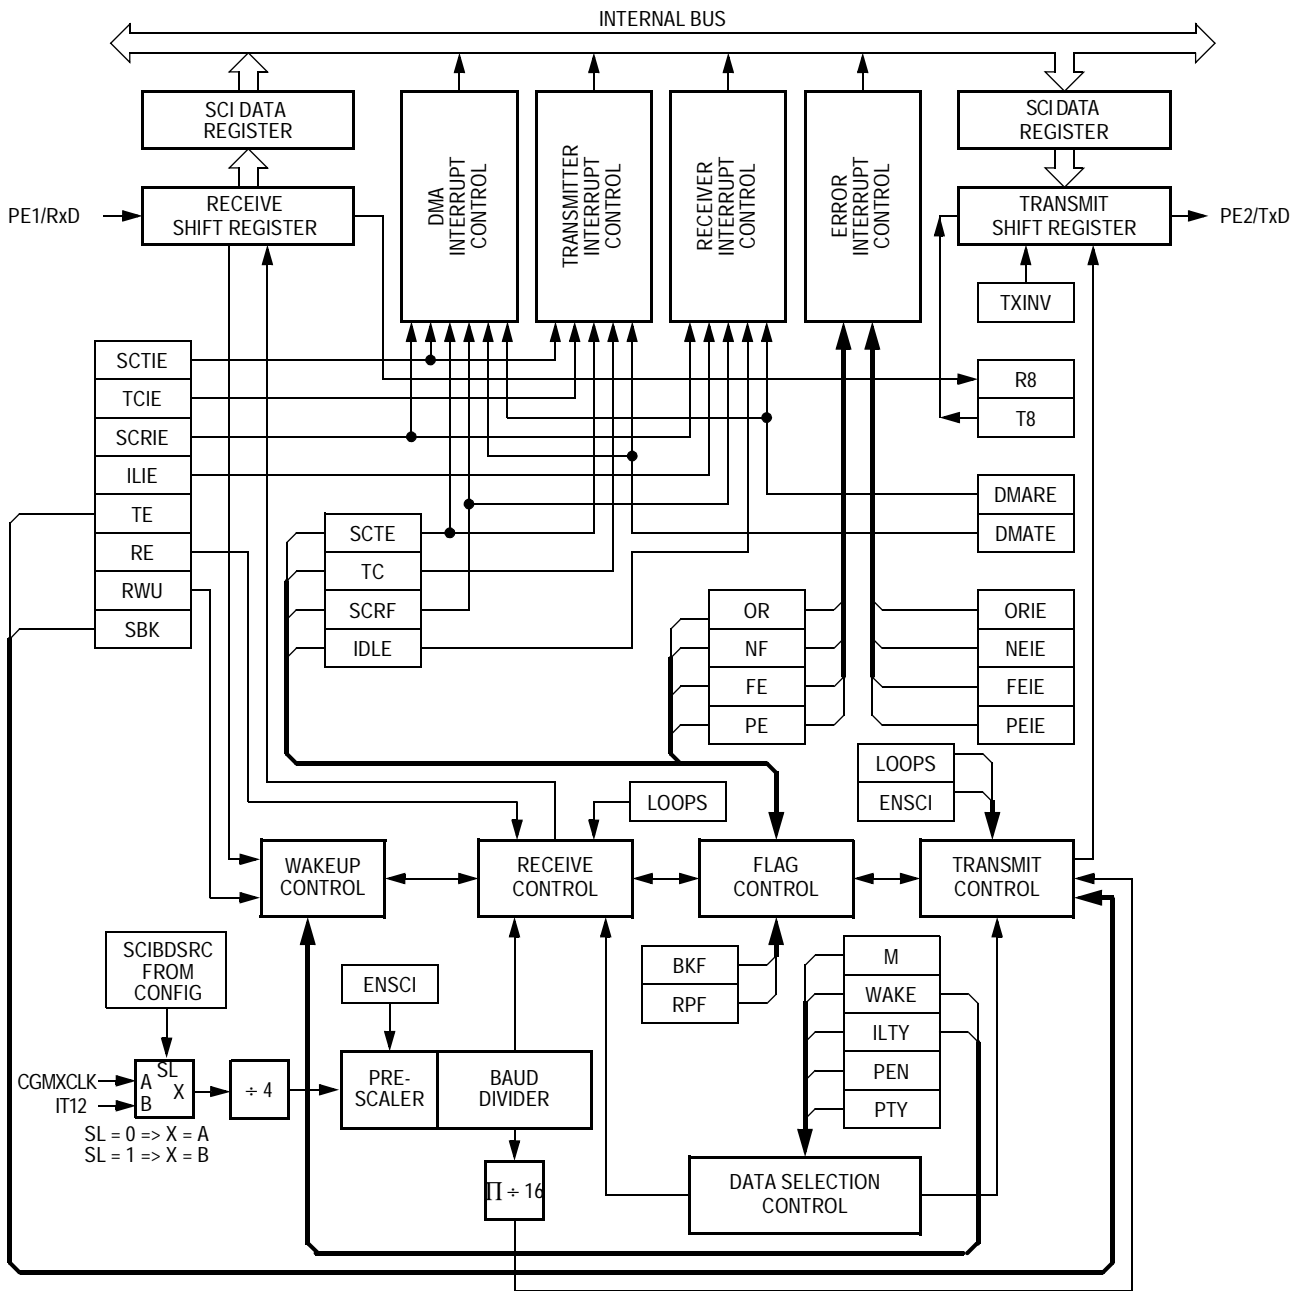 INTERNAL BUS
SCI DATA
REGISTER
RECEIVE
SHIFT REGISTER
PE1/RxD
DMA
INTERRUPT
CONTROL
TRANSMITTER
INTERRUPT
CONTROL
RECEIVER
INTERRUPT
CONTROL
ERROR
INTERRUPT
CONTROL
SCI DATA
REGISTER
TRANSMIT
SHIFT REGISTER
PE2/TxD
TXINV
R8
T8
SCTIE
TCIE
SCRIE
ILIE
TE
RE
RWU
SBK
SCTE
TC
SCRF
IDLE
DMARE
DMATE
OR
NF
FE
PE
ORIE
NEIE
FEIE
PEIE
LOOPS
LOOPS
ENSCI
WAKEUP
CONTROL
RECEIVE
CONTROL
FLAG
CONTROL
TRANSMIT
CONTROL
SCIBDSRC
FROM
CONFIG
ENSCI
BKF
RPF
M
WAKE
ILTY
PEN
PTY
CGMXCLK
IT12
SL
A
X
B
÷ 4
PRE-
SCALER
BAUD
DIVIDER
SL = 0 => X = A
SL = 1 => X = B
∏ ÷ 16
DATA SELECTION
CONTROL